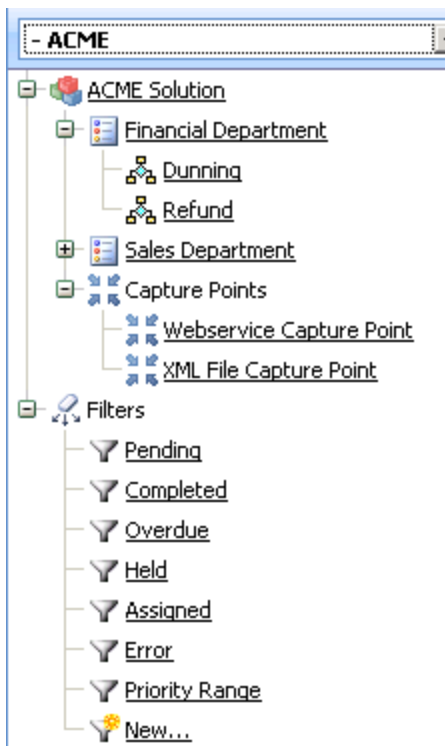 - ACME
ACME Solution
Financial Department
Dunning
Refund
Sales Department
Capture Points
Webservice Capture Point
XML File Capture Point
Filters
Pending
Completed
Overdue
Held
Assigned
Error
Priority Range
New...